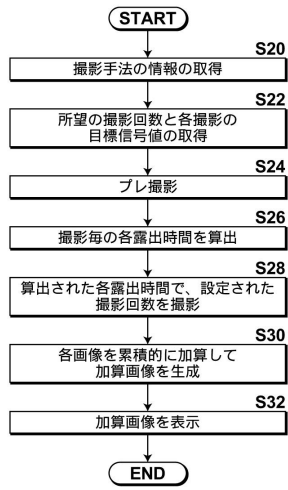 START
S20
撮影手法の情報の取得
S22
所望の撮影回数と各撮影の
目標信号値の取得
S24
プレ撮影
S26
撮影毎の各露出時間を算出
S28
算出された各露出時間で、設定された
撮影回数を撮影
S30
各画像を累積的に加算して
加算画像を生成
S32
加算画像を表示
END